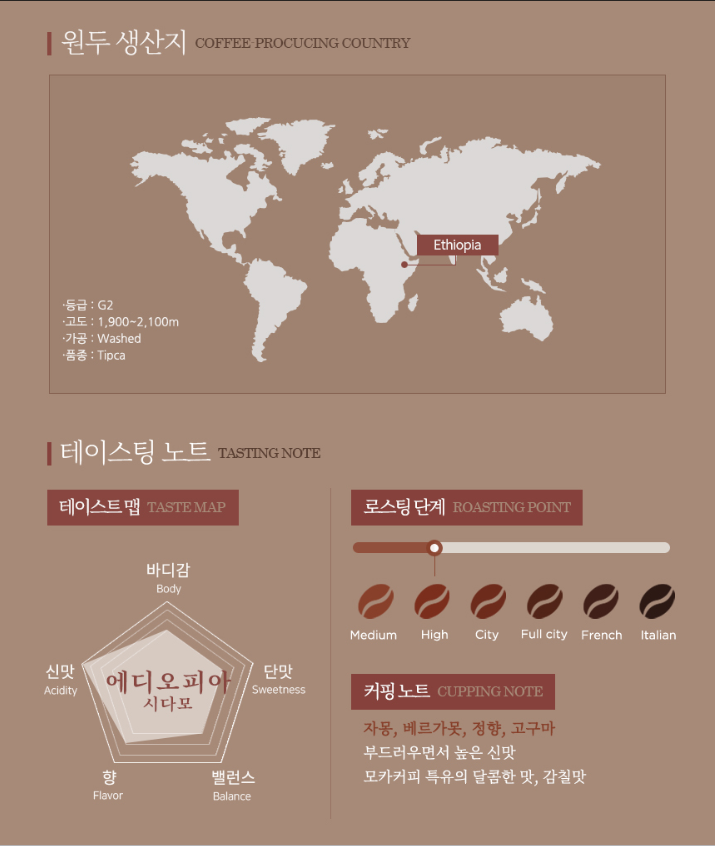 원두 생산지 COFFEE-PROCUCING COUNTRY
Ethiopia
·등급 : G2
·고도 : 1,900~2,100m
·가공 : Washed
·품종 : Tipca
테이스팅 노트 TASTING NOTE
테이스트 맵 TASTE MAP
바디감
Body
신맛
Acidity
단맛
Sweetness
에디오피아
시다모
향
Flavor
밸런스
Balance
로스팅 단계 ROASTING POINT
Medium High City Full city French Italian
커핑 노트 CUPPING NOTE
자몽, 베르가못, 정향, 고구마
부드러우면서 높은 신맛
모카커피 특유의 달콤한 맛, 감칠맛